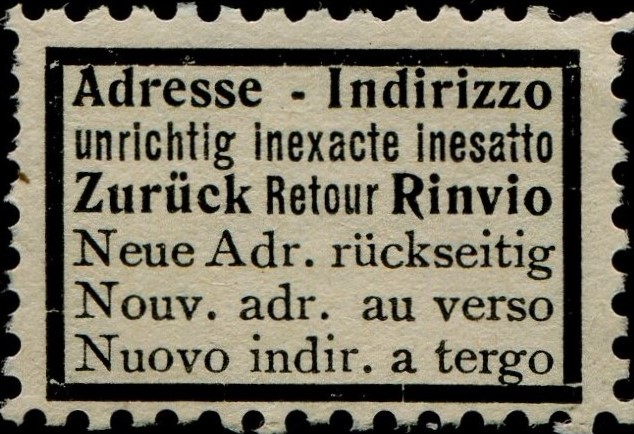 Adresse - Indirizzo
unrichtig inexacte inesatto
Zurück Retour Rinvio
Neue Adr. rückseitig
Nouv. adr. au verso
Nuovo indir. a tergo